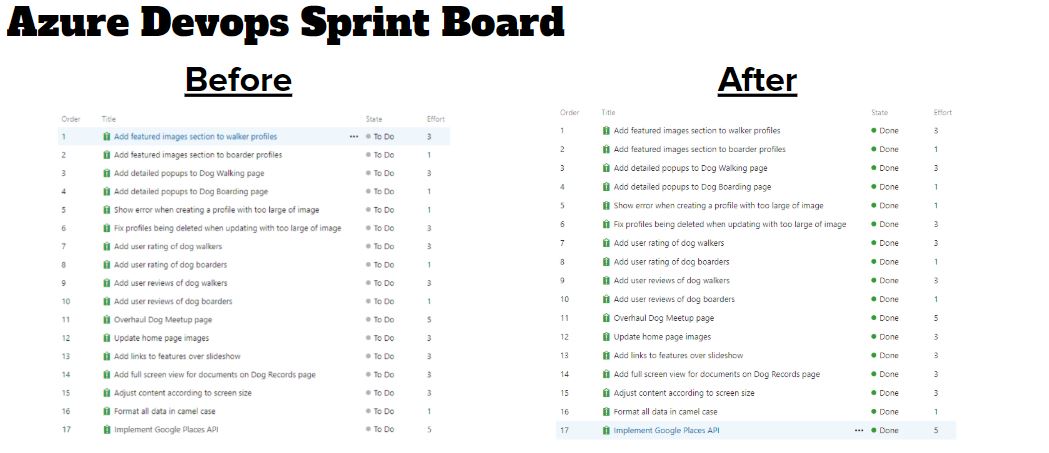 Azure Devops Sprint Board
Before
Order Title State Effort
1 Add featured images section to walker profiles ••• To Do 3
2 Add featured images section to boarder profiles To Do 1
3 Add detailed popups to Dog Walking page To Do 3
4 Add detailed popups to Dog Boarding page To Do 1
5 Show error when creating a profile with too large of image To Do 1
6 Fix profiles being deleted when updating with too large of image To Do 3
7 Add user rating of dog walkers To Do 3
8 Add user rating of dog boarders To Do 1
9 Add user reviews of dog walkers To Do 3
10 Add user reviews of dog boarders To Do 1
11 Overhaul Dog Meetup page To Do 5
12 Update home page images To Do 3
13 Add links to features over slideshow To Do 3
14 Add full screen view for documents on Dog Records page To Do 3
15 Adjust content according to screen size To Do 3
16 Format all data in camel case To Do 1
17 Implement Google Places API To Do 5
After
Order Title State Effort
1 Add featured images section to walker profiles Done 3
2 Add featured images section to boarder profiles Done 1
3 Add detailed popups to Dog Walking page Done 3
4 Add detailed popups to Dog Boarding page Done 1
5 Show error when creating a profile with too large of image Done 1
6 Fix profiles being deleted when updating with too large of image Done 3
7 Add user rating of dog walkers Done 3
8 Add user rating of dog boarders Done 1
9 Add user reviews of dog walkers Done 3
10 Add user reviews of dog boarders Done 1
11 Overhaul Dog Meetup page Done 5
12 Update home page images Done 3
13 Add links to features over slideshow Done 3
14 Add full screen view for documents on Dog Records page Done 3
15 Adjust content according to screen size Done 3
16 Format all data in camel case Done 1
17 Implement Google Places API ••• Done 5